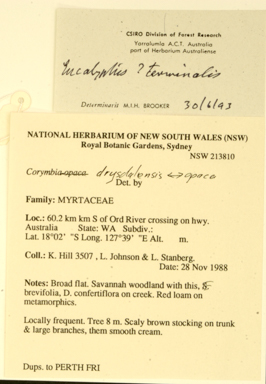 CSIRO Division of Forest Research
Yarralumla A.C.T. Australia
part of Herbarium Australiense
Eucalyptus ? terminalis
Determinavit M.I.H. BROOKER 30/6/93
NATIONAL HERBARIUM OF NEW SOUTH WALES (NSW)
Royal Botanic Gardens, Sydney
NSW 213810
Corymbia opaca drysdalensis opaca
Det. by
Family: MYRTACEAE
Loc.: 60.2 km km S of Ord River crossing on hwy.
Australia State: WA Subdiv.:
Lat. 18°02' "S Long. 127°39' "E Alt. m.
Coll.: K. Hill 3507 , L. Johnson & L. Stanberg.
Date: 28 Nov 1988
Notes: Broad flat. Savannah woodland with this, E
brevifolia, D. confertiflora on creek. Red loam on
metamorphics.
Locally frequent. Tree 8 m. Scaly brown stocking on trunk
& large branches, them smooth cream.
Dups. to PERTH FRI